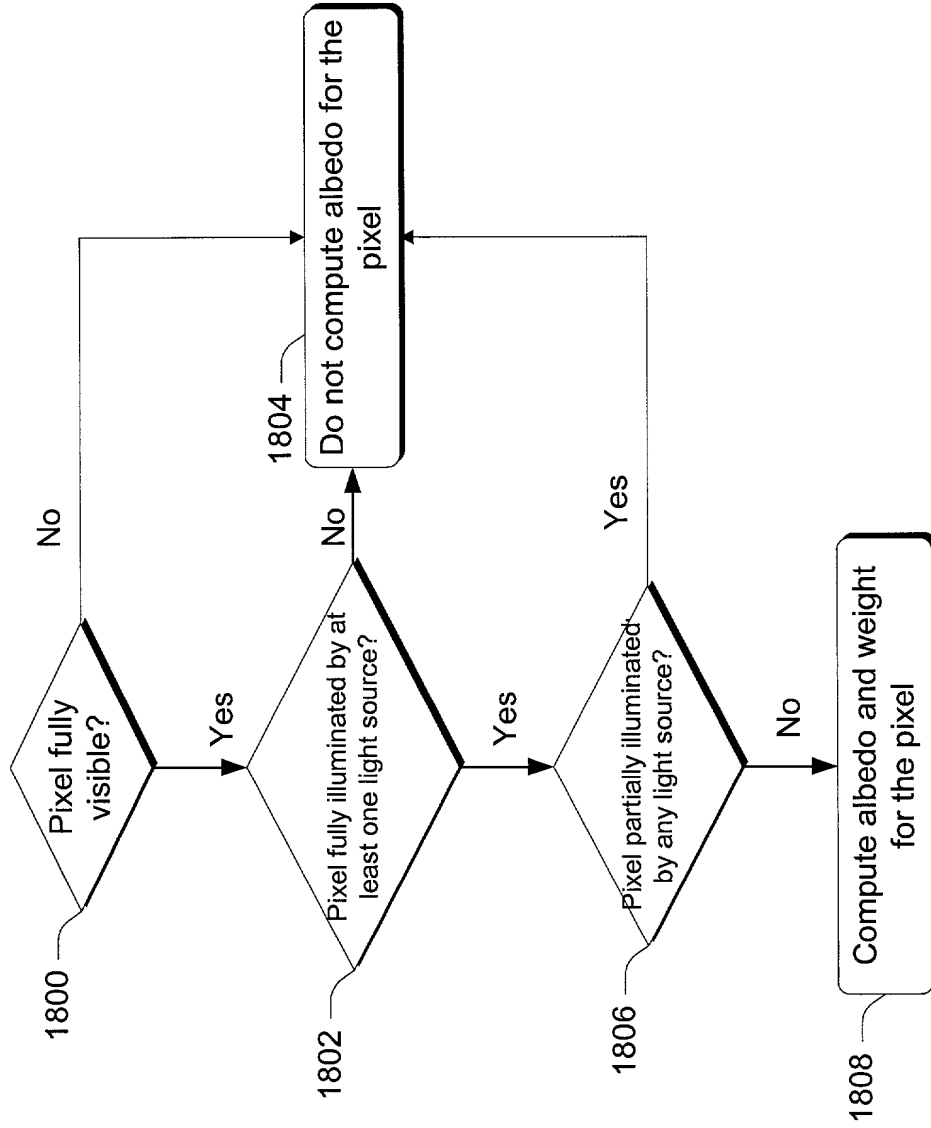 1800
Pixel fully
visible?
No
Yes
1802
Pixel fully illuminated by at
least one light source?
No
1804
Do not compute albedo for the
pixel
Yes
1806
Pixel partially illuminated
by any light source?
Yes
No
1808
Compute albedo and weight
for the pixel